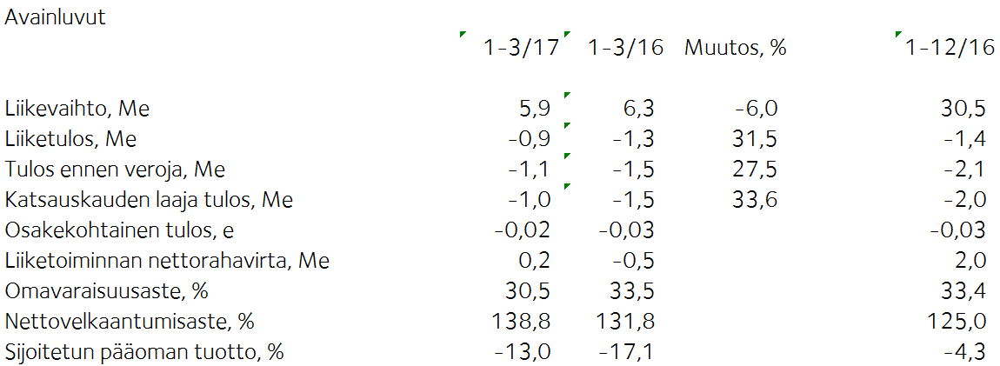 Avainluvut
1-3/17 1-3/16 Muutos, % 1-12/16
Liikevaihto, Me 5,9 6,3 -6,0 30,5
Liiketulos, Me -0,9 -1,3 31,5 -1,4
Tulos ennen veroja, Me -1,1 -1,5 27,5 -2,1
Katsauskauden laaja tulos, Me -1,0 -1,5 33,6 -2,0
Osakekohtainen tulos, e -0,02 -0,03 -0,03
Liiketoiminnan nettorahavirta, Me 0,2 -0,5 2,0
Omavaraisuusaste, % 30,5 33,5 33,4
Nettovelkaantumisaste, % 138,8 131,8 125,0
Sijoitetun pääoman tuotto, % -13,0 -17,1 -4,3